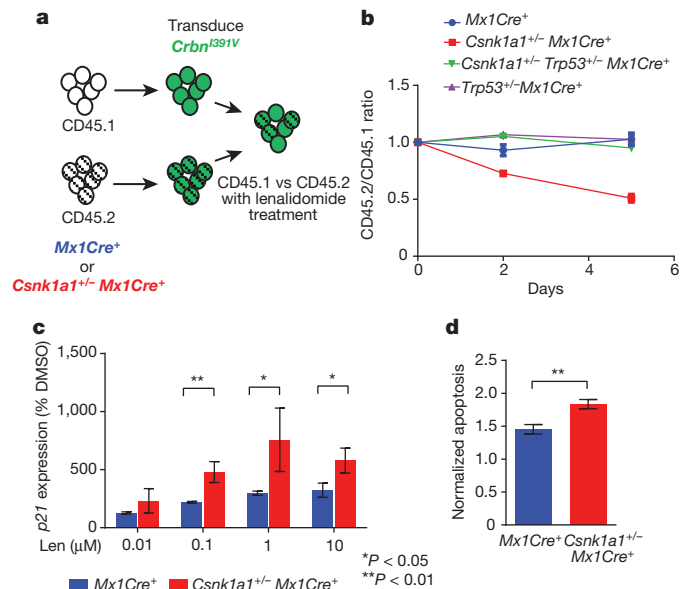 a
Transduce
Crbn^I391V
CD45.1
CD45.2
CD45.1 vs CD45.2
with lenalidomide
treatment
Mx1Cre+
or
Csnk1a1+/– Mx1Cre+
b
Mx1Cre+
Csnk1a1+/– Mx1Cre+
Csnk1a1+/– Trp53+/– Mx1Cre+
Trp53+/–Mx1Cre+
CD45.2/CD45.1 ratio
1.5
1.0
0.5
0
0 2 4 6
Days
c
p21 expression (% DMSO)
1,500
1,000
500
0
Len (μM) 0.01 0.1 1 10
** * *
*P < 0.05
**P < 0.01
Mx1Cre+ Csnk1a1+/– Mx1Cre+
d
Normalized apoptosis
2.5
2.0
1.5
1.0
0.5
0
**
Mx1Cre+ Csnk1a1+/–
Mx1Cre+